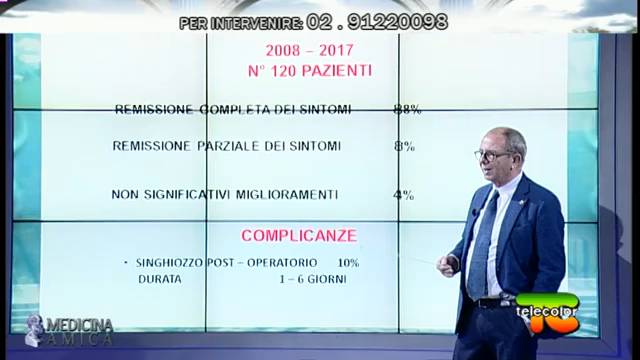 PER INTERVENIRE: 02 . 91220098
2008 – 2017
N° 120 PAZIENTI
REMISSIONE COMPLETA DEI SINTOMI 88%
REMISSIONE PARZIALE DEI SINTOMI 8%
NON SIGNIFICATIVI MIGLIORAMENTI 4%
COMPLICANZE
• SINGHIOZZO POST – OPERATORIO 10%
DURATA 1 – 6 GIORNI
MEDICINA
AMICA
TC
telecolor